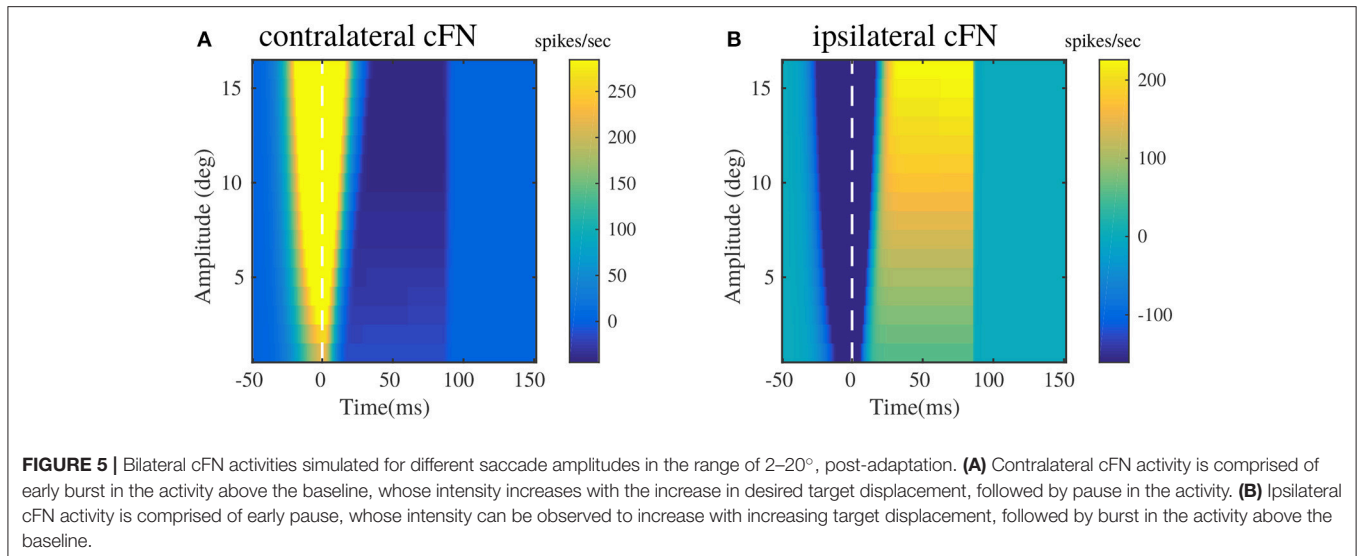 A contralateral cFN spikes/sec
250
200
150
100
50
0
15
10
5
Amplitude (deg)
-50 0 50 100 150
Time(ms)
B ipsilateral cFN spikes/sec
200
100
0
-100
15
10
5
Amplitude (deg)
-50 0 50 100 150
Time(ms)
FIGURE 5 | Bilateral cFN activities simulated for different saccade amplitudes in the range of 2–20°, post-adaptation. (A) Contralateral cFN activity is comprised of
early burst in the activity above the baseline, whose intensity increases with the increase in desired target displacement, followed by pause in the activity. (B) Ipsilateral
cFN activity is comprised of early pause, whose intensity can be observed to increase with increasing target displacement, followed by burst in the activity above the
baseline.